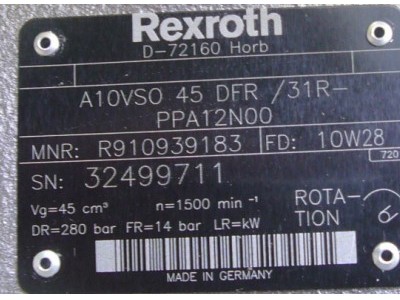 Rexroth
D-72160 Horb
A10VSO 45 DFR /31R-
PPA12N00
MNR: R910939183 FD: 10W28
720
SN: 32499711
Vg=45 cm³ n=1500 min⁻¹ ROTA-
DR=280 bar FR=14 bar LR=kW TION
MADE IN GERMANY